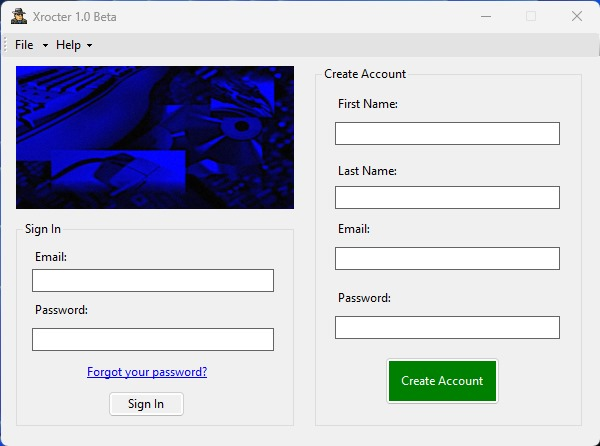 Xrocter 1.0 Beta
File Help
Sign In
Email:
Password:
Forgot your password?
Sign In
Create Account
First Name:
Last Name:
Email:
Password:
Create Account